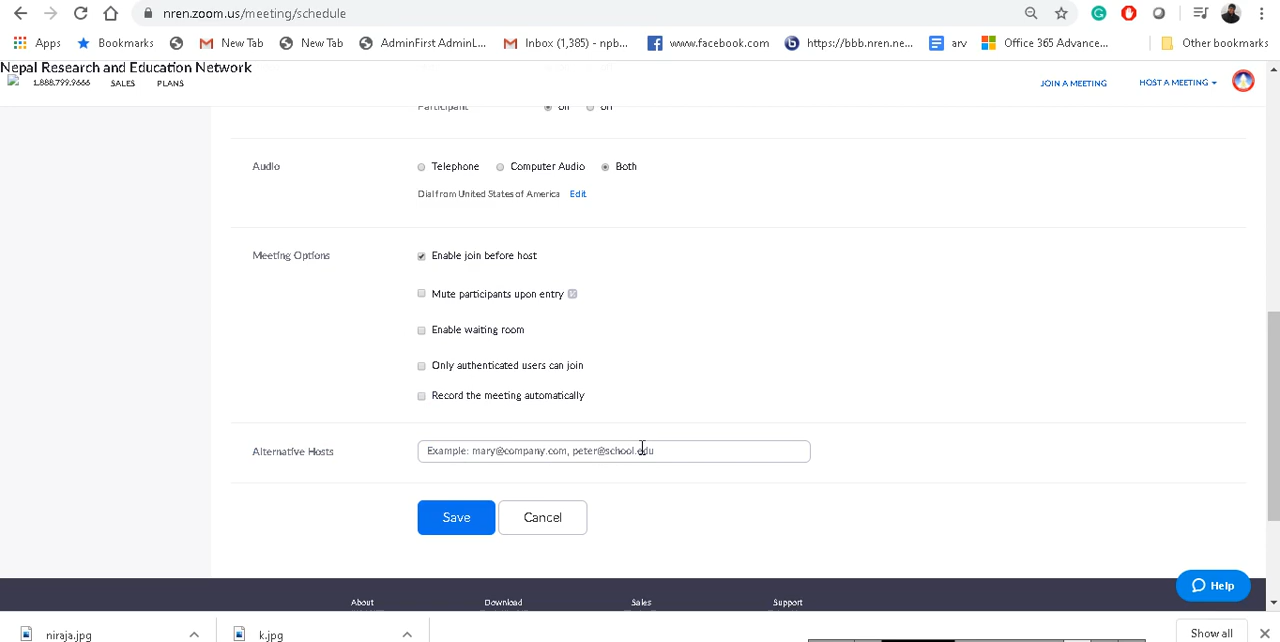 nren.zoom.us/meeting/schedule
Apps Bookmarks New Tab New Tab AdminFirst AdminL... Inbox (1,385) - npb... www.facebook.com https://bbb.nren.ne... arv Office 365 Advance... Other bookmarks
Nepal Research and Education Network
1.888.799.9666 SALES PLANS JOIN A MEETING HOST A MEETING
Participant on off
Audio Telephone Computer Audio Both
Dial from United States of America Edit
Meeting Options Enable join before host
Mute participants upon entry
Enable waiting room
Only authenticated users can join
Record the meeting automatically
Alternative Hosts Example: mary@company.com, peter@school.edu
Save Cancel
Help
About Download Sales Support
niraja.jpg k.jpg Show all